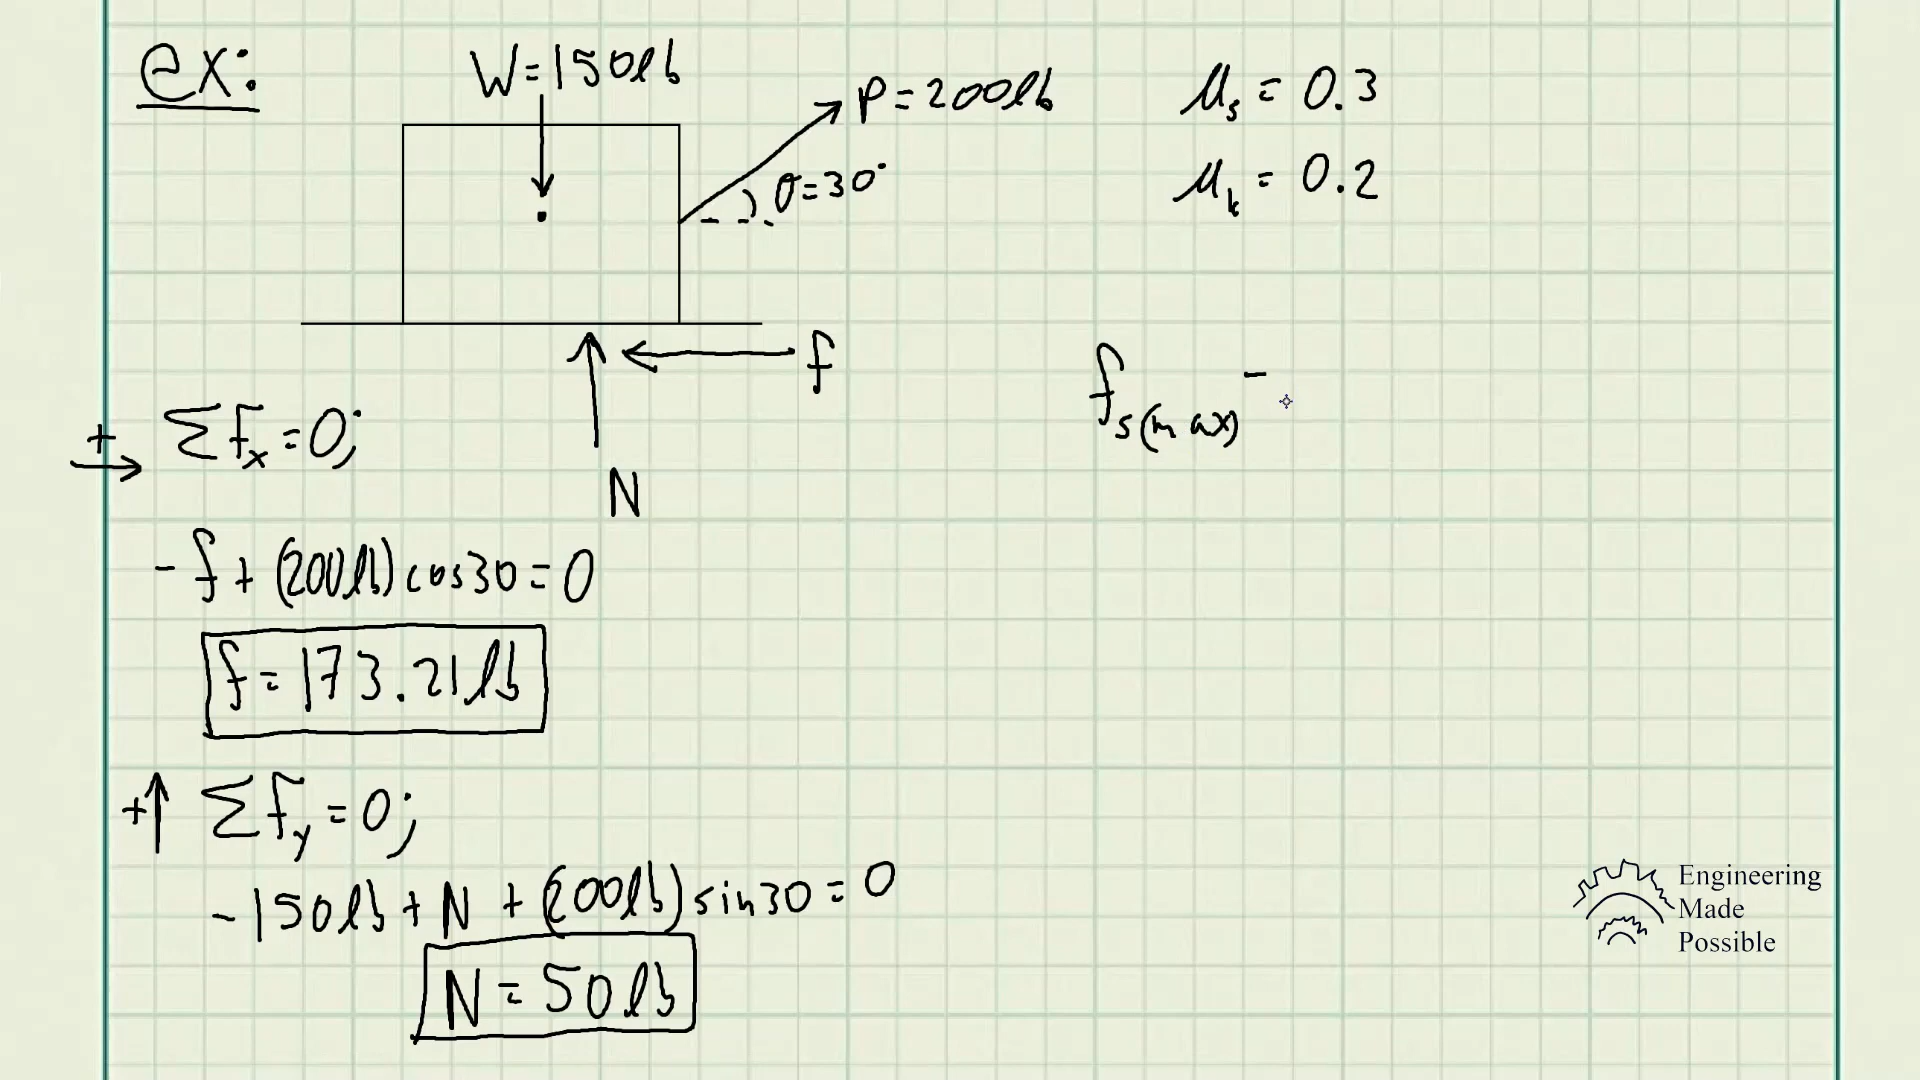 ex:
W=150lb
P=200lb
θ=30°
μs = 0.3
μk = 0.2
f
N
fs(max) -
+ → ΣFx=0;
-f+(200lb)cos30=0
f=173.21lb
+↑ ΣFy=0;
-150lb+N+(200lb)sin30=0
N=50lb
Engineering
Made
Possible